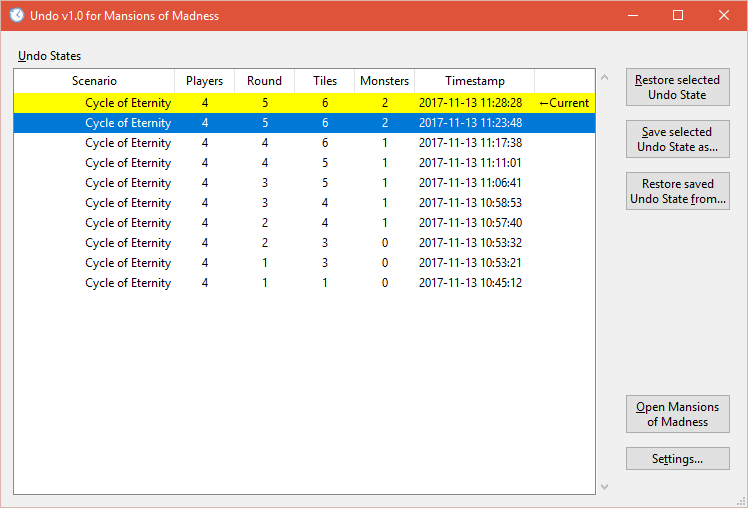 Undo v1.0 for Mansions of Madness
Undo States
Scenario Players Round Tiles Monsters Timestamp
Cycle of Eternity 4 5 6 2 2017-11-13 11:28:28 ←Current
Cycle of Eternity 4 5 6 2 2017-11-13 11:23:48
Cycle of Eternity 4 4 6 1 2017-11-13 11:17:38
Cycle of Eternity 4 4 5 1 2017-11-13 11:11:01
Cycle of Eternity 4 3 5 1 2017-11-13 11:06:41
Cycle of Eternity 4 3 4 1 2017-11-13 10:58:53
Cycle of Eternity 4 2 4 1 2017-11-13 10:57:40
Cycle of Eternity 4 2 3 0 2017-11-13 10:53:32
Cycle of Eternity 4 1 3 0 2017-11-13 10:53:21
Cycle of Eternity 4 1 1 0 2017-11-13 10:45:12
Restore selected
Undo State
Save selected
Undo State as...
Restore saved
Undo State from...
Open Mansions
of Madness
Settings...